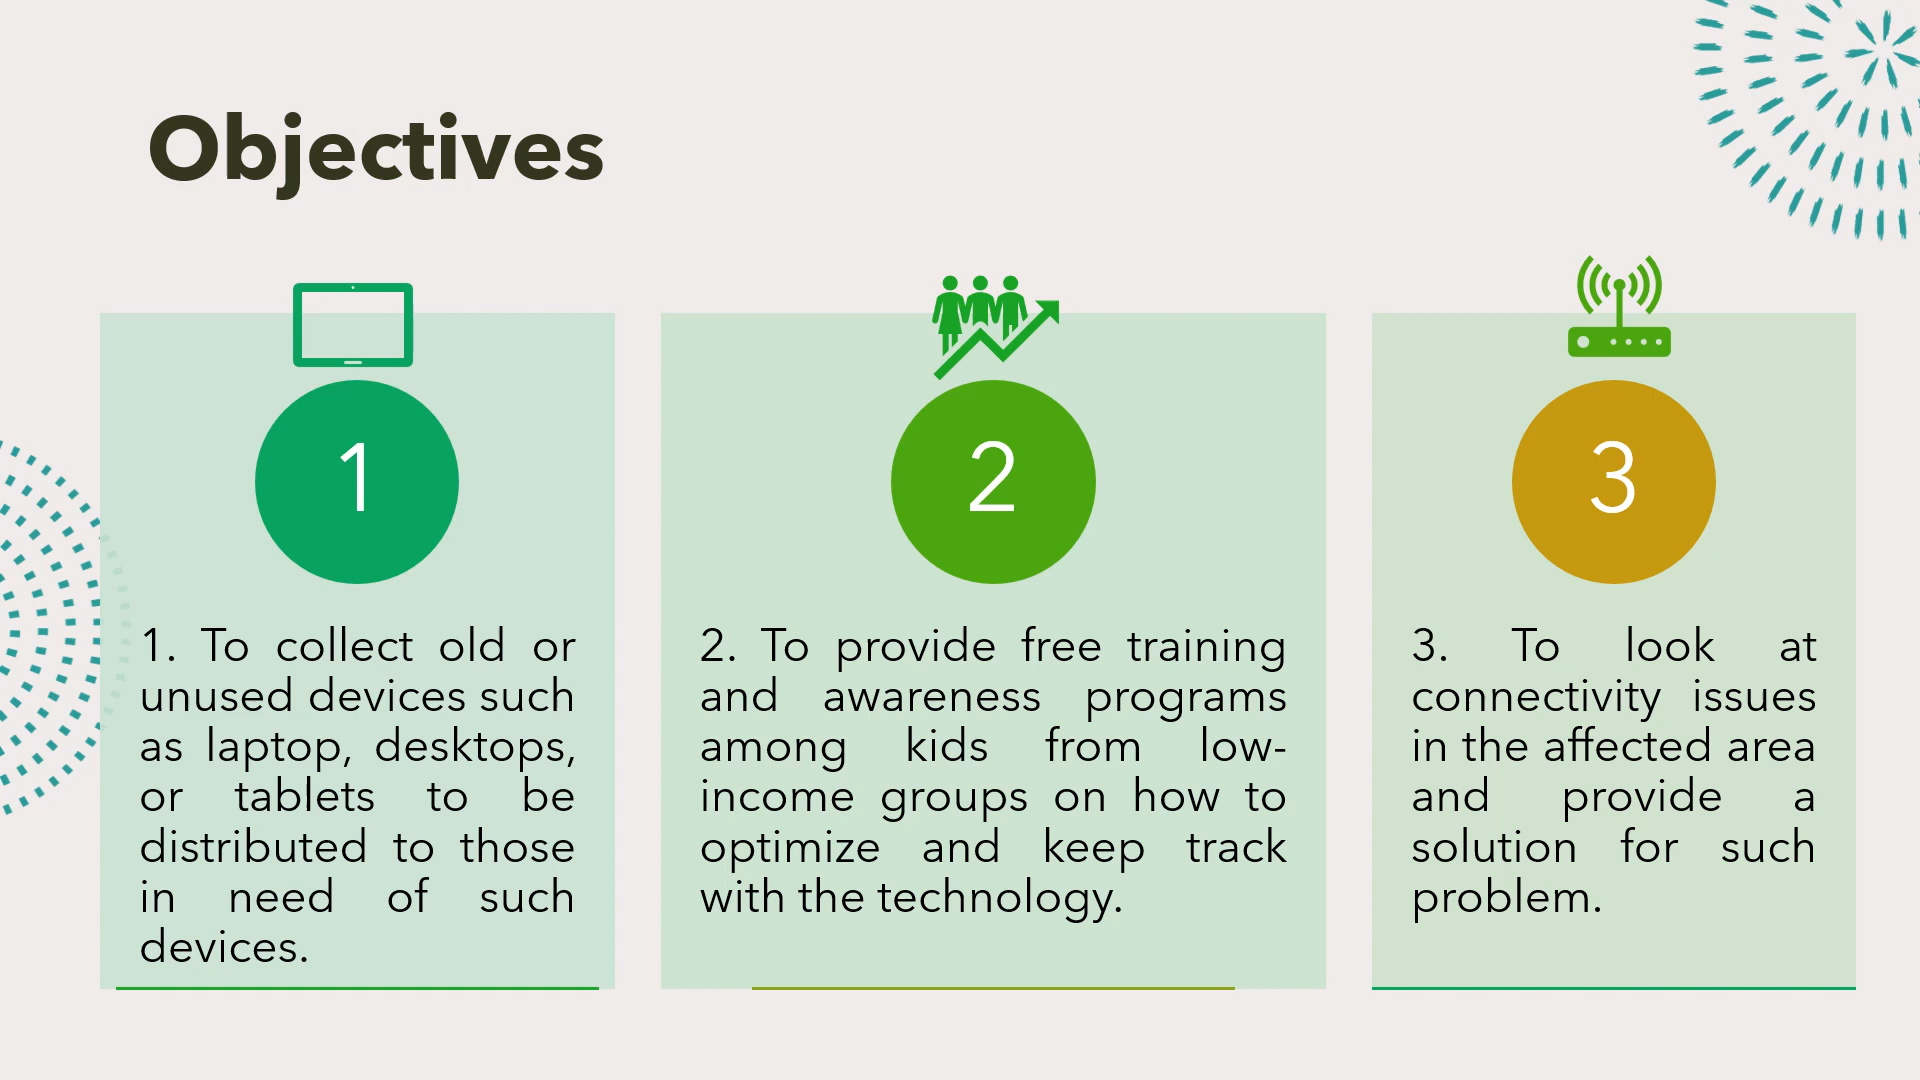 Objectives
1
1. To collect old or
unused devices such
as laptop, desktops,
or tablets to be
distributed to those
in need of such
devices.
2
2. To provide free training
and awareness programs
among kids from low-
income groups on how to
optimize and keep track
with the technology.
3
3. To look at
connectivity issues
in the affected area
and provide a
solution for such
problem.